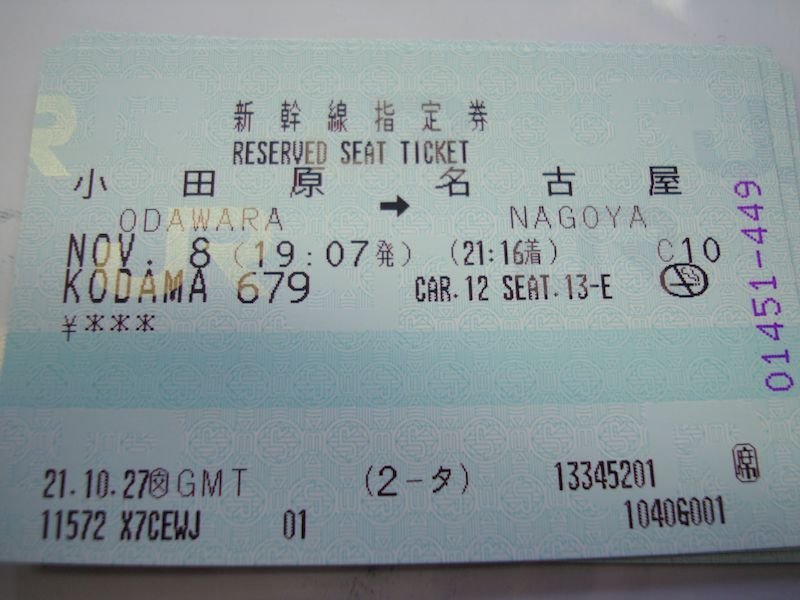 新幹線指定券
RESERVED SEAT TICKET
小田原 ➡ 名古屋
ODAWARA NAGOYA
NOV. 8 (19:07発) (21:16着) C10
KODAMA 679 CAR.12 SEAT.13-E
¥***
01451-449
21.10.27 GMT (2-タ) 13345201 席
11572 X7CEWJ 01 1040G001